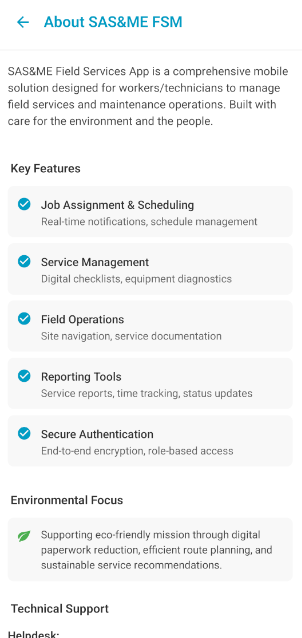 About SAS&ME FSM
SAS&ME Field Services App is a comprehensive mobile
solution designed for workers/technicians to manage
field services and maintenance operations. Built with
care for the environment and the people.
Key Features
Job Assignment & Scheduling
Real-time notifications, schedule management
Service Management
Digital checklists, equipment diagnostics
Field Operations
Site navigation, service documentation
Reporting Tools
Service reports, time tracking, status updates
Secure Authentication
End-to-end encryption, role-based access
Environmental Focus
Supporting eco-friendly mission through digital
paperwork reduction, efficient route planning, and
sustainable service recommendations.
Technical Support
Helpdesk: